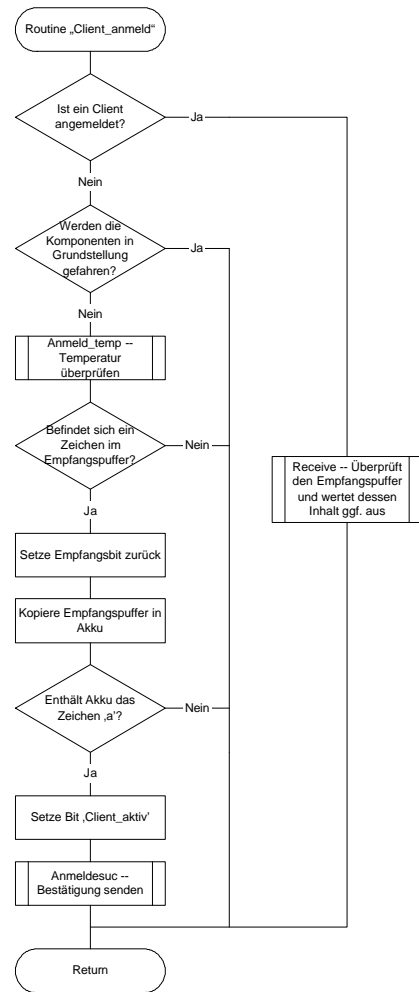 Routine „Client_anmeld“
Ist ein Client
angemeldet?
Ja
Nein
Werden die
Komponenten in
Grundstellung
gefahren?
Ja
Nein
Anmeld_temp --
Temperatur
überprüfen
Befindet sich ein
Zeichen im
Empfangspuffer?
Nein
Ja
Receive -- Überprüft
den Empfangspuffer
und wertet dessen
Inhalt ggf. aus
Setze Empfangsbit zurück
Kopiere Empfangspuffer in
Akku
Enthält Akku das
Zeichen ‚a’?
Nein
Ja
Setze Bit ‚Client_aktiv’
Anmeldesuc --
Bestätigung senden
Return